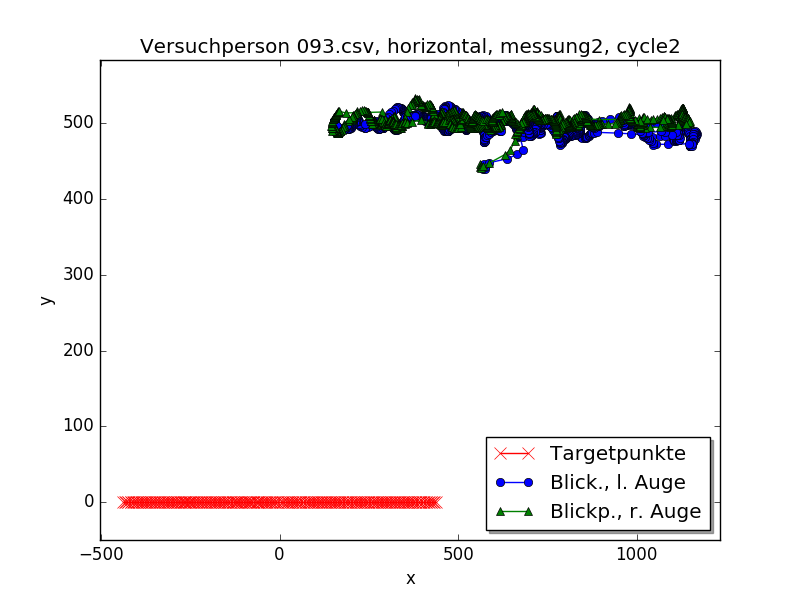 Versuchperson 093.csv, horizontal, messung2, cycle2
500
400
300
200
100
0
y
−500
0
500
1000
x
Targetpunkte
Blick., l. Auge
Blickp., r. Auge